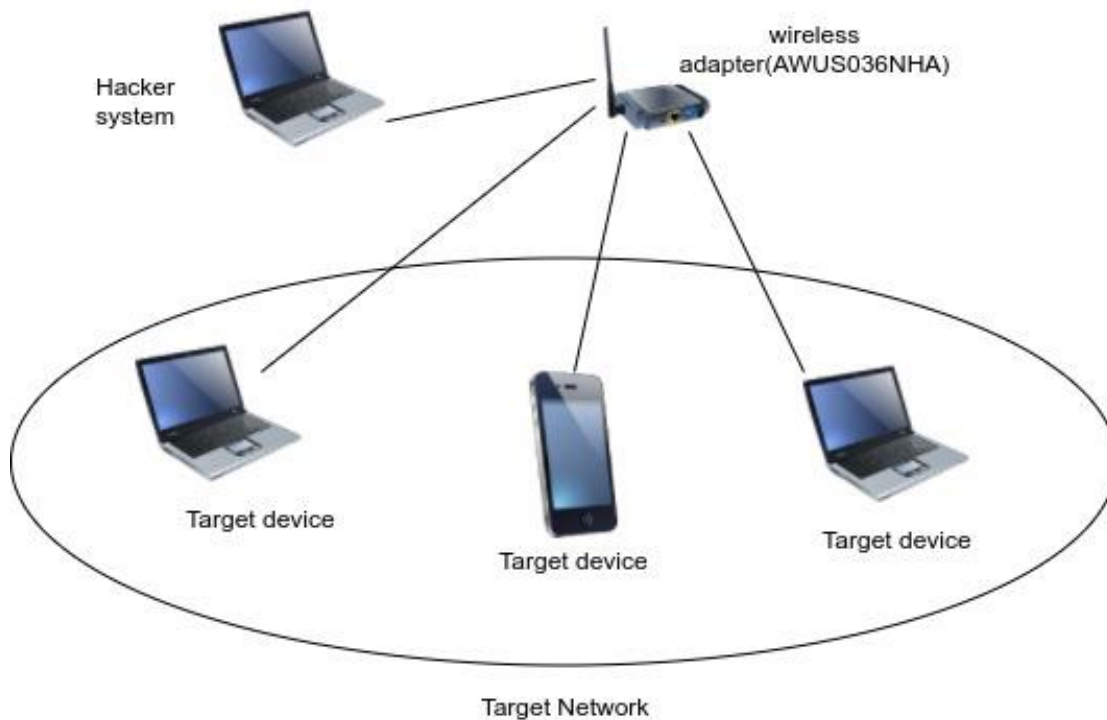 wireless
adapter(AWUS036NHA)
Hacker
system
Target device
Target device
Target device
Target Network